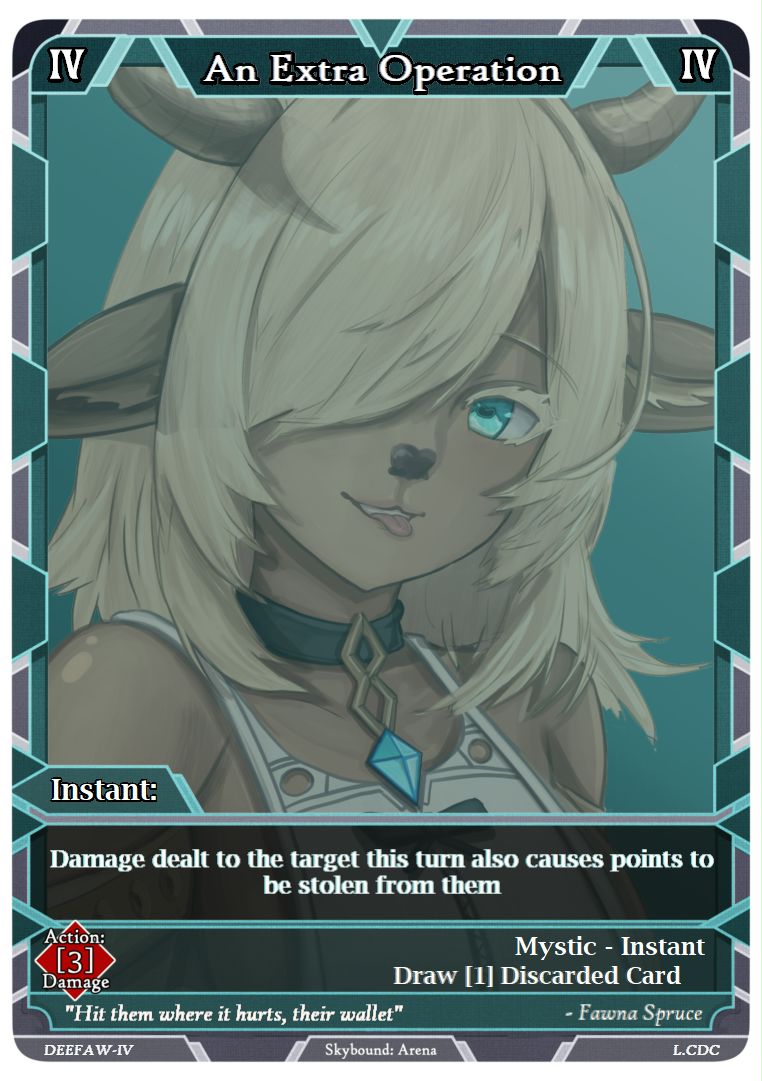 IV An Extra Operation IV
Instant:
Damage dealt to the target this turn also causes points to
be stolen from them
Action:
[3]
Damage
Mystic - Instant
Draw [1] Discarded Card
"Hit them where it hurts, their wallet" - Fawna Spruce
DEEFAW-IV Skybound: Arena L.CDC